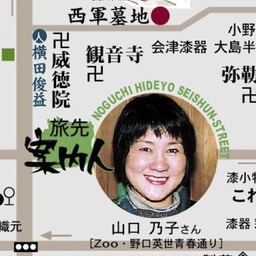 西軍墓地
小野
会津漆器
大島半
人横田俊益
卍威徳院
観音寺
卍
弥勒
卍
NOGUCHI HIDEYO SEISHUN-STREET
旅先
案内人
漆小
これ
漆器
織元
山口 乃子さん
[Zoo・野口英世青春通り]